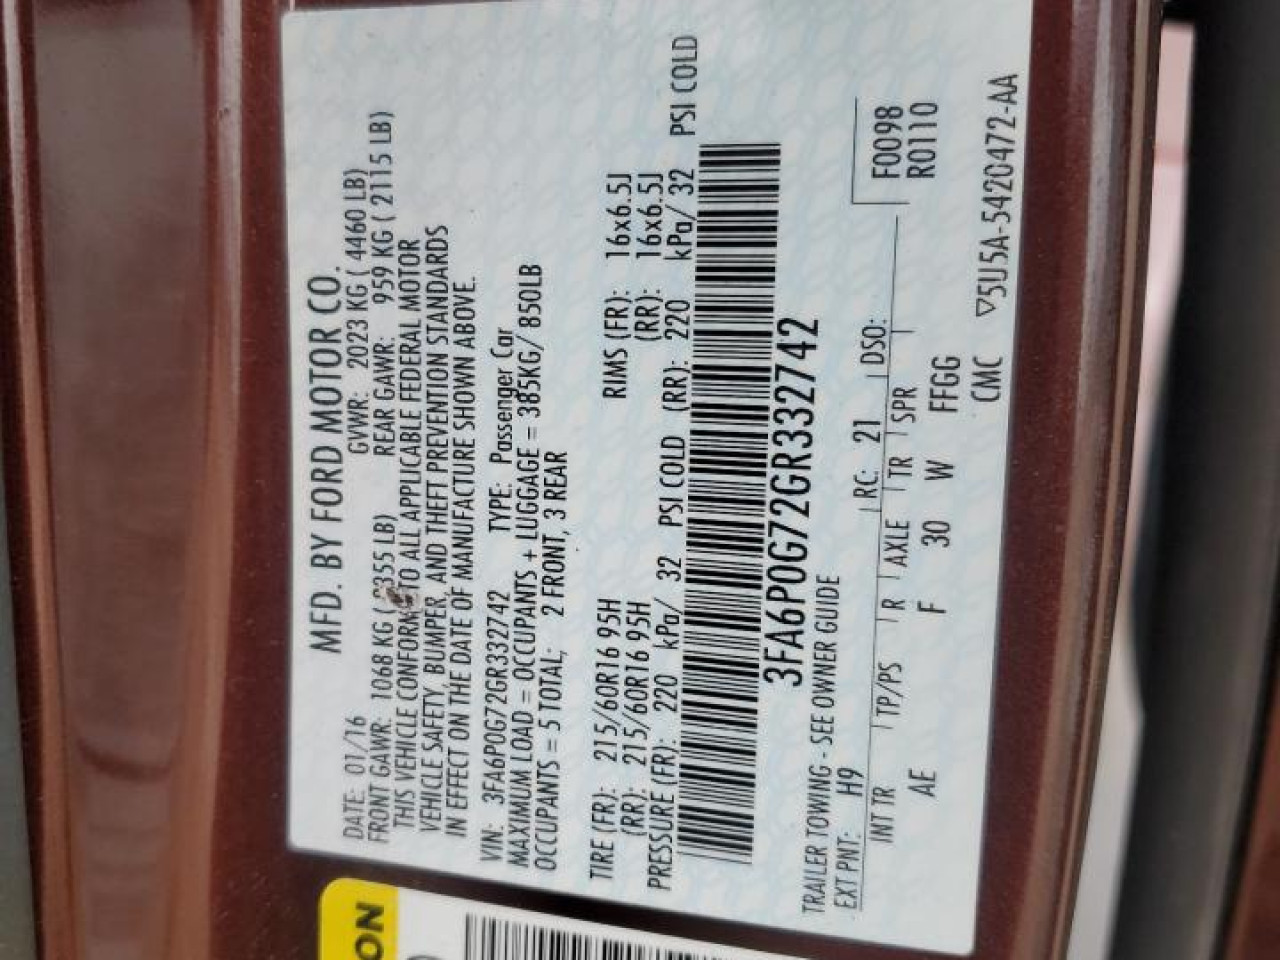 MFD. BY FORD MOTOR CO.
DATE: 01/16 GVWR: 2023 KG ( 4460 LB)
FRONT GAWR: 1068 KG ( 2355 LB) REAR GAWR: 959 KG ( 2115 LB)
THIS VEHICLE CONFORMS TO ALL APPLICABLE FEDERAL MOTOR
VEHICLE SAFETY, BUMPER, AND THEFT PREVENTION STANDARDS
IN EFFECT ON THE DATE OF MANUFACTURE SHOWN ABOVE.
VIN: 3FA6P0G72GR332742 TYPE: Passenger Car
MAXIMUM LOAD = OCCUPANTS + LUGGAGE = 385KG/ 850LB
OCCUPANTS = 5 TOTAL; 2 FRONT, 3 REAR
TIRE (FR): 215/60R16 95H RIMS (FR): 16x6.5J
(RR): 215/60R16 95H (RR): 16x6.5J
PRESSURE (FR): 220 kPa/ 32 PSI COLD (RR): 220 kPa/ 32 PSI COLD
3FA6P0G72GR332742
TRAILER TOWING - SEE OWNER GUIDE
EXT PNT: H9 RC: 21 DSO: F0098
INT TR TP/PS R AXLE TR SPR R0110
AE F 30 W FFGG
CMC ▽5U5A-5420472-AA
ON